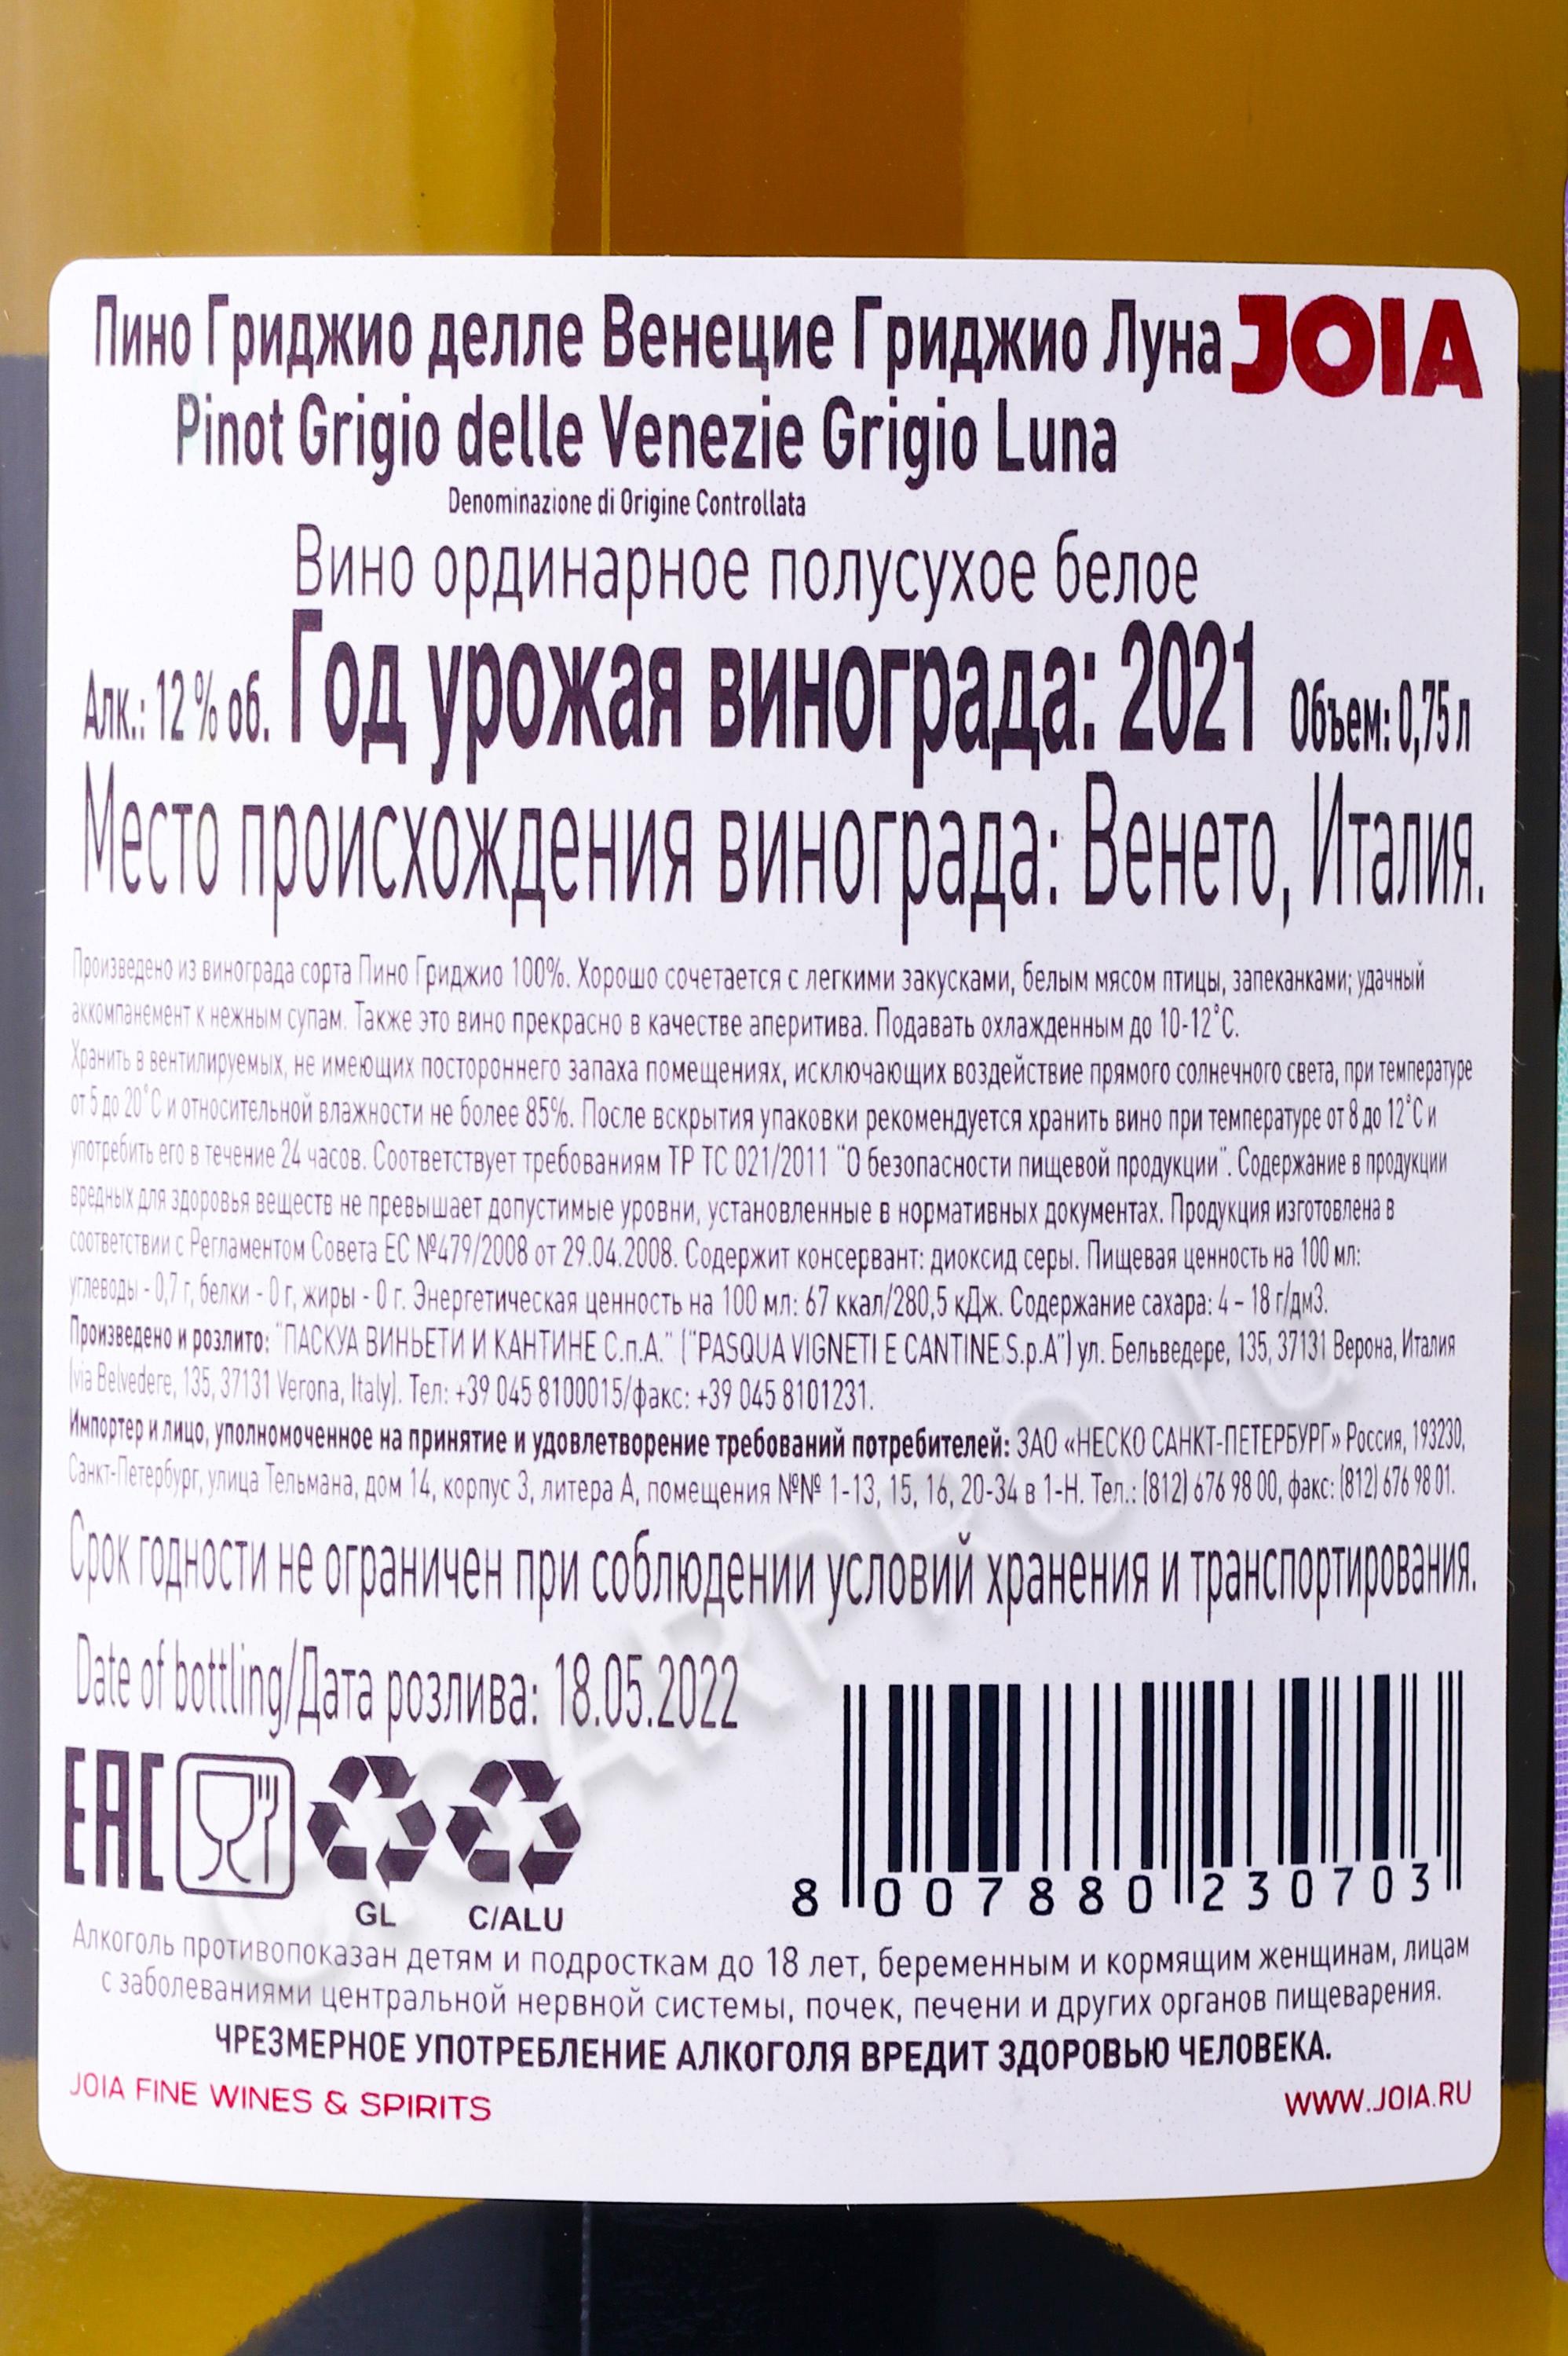 Пино Гриджио делле Венецие Гриджио Луна JOIA
Pinot Grigio delle Venezie Grigio Luna
Denominazione di Origine Controllata
Вино ординарное полусухое белое
Алк.: 12 % об. Год урожая винограда: 2021 Объем: 0,75 л
Место происхождения винограда: Венето, Италия.
Произведено из винограда сорта Пино Гриджио 100%. Хорошо сочетается с легкими закусками, белым мясом птицы, запеканками; удачный
аккомпанемент к нежным супам. Также это вино прекрасно в качестве аперитива. Подавать охлажденным до 10-12˚С.
Хранить в вентилируемых, не имеющих постороннего запаха помещениях, исключающих воздействие прямого солнечного света, при температуре
от 5 до 20˚С и относительной влажности не более 85%. После вскрытия упаковки рекомендуется хранить вино при температуре от 8 до 12˚С и
употребить его в течение 24 часов. Соответствует требованиям ТР ТС 021/2011 "О безопасности пищевой продукции". Содержание в продукции
вредных для здоровья веществ не превышает допустимые уровни, установленные в нормативных документах. Продукция изготовлена в
соответствии с Регламентом Совета ЕС №479/2008 от 29.04.2008. Содержит консервант: диоксид серы. Пищевая ценность на 100 мл:
углеводы - 0,7 г, белки - 0 г, жиры - 0 г. Энергетическая ценность на 100 мл: 67 ккал/280,5 кДж. Содержание сахара: 4 – 18 г/дм3.
Произведено и розлито: "ПАСКУА ВИНЬЕТИ И КАНТИНЕ С.п.А." ("PASQUA VIGNETI E CANTINE S.p.A") ул. Бельведере, 135, 37131 Верона, Италия
(via Belvedere, 135, 37131 Verona, Italy). Тел: +39 045 8100015/факс: +39 045 8101231.
Импортер и лицо, уполномоченное на принятие и удовлетворение требований потребителей: ЗАО «НЕСКО САНКТ-ПЕТЕРБУРГ» Россия, 193230,
Санкт-Петербург, улица Тельмана, дом 14, корпус 3, литера А, помещения №№ 1-13, 15, 16, 20-34 в 1-Н. Тел.: (812) 676 98 00, факс: (812) 676 98 01.
Срок годности не ограничен при соблюдении условий хранения и транспортирования.
Date of bottling/Дата розлива: 18.05.2022
EAC
GL C/ALU
8 007880 230703
Алкоголь противопоказан детям и подросткам до 18 лет, беременным и кормящим женщинам, лицам
с заболеваниями центральной нервной системы, почек, печени и других органов пищеварения.
ЧРЕЗМЕРНОЕ УПОТРЕБЛЕНИЕ АЛКОГОЛЯ ВРЕДИТ ЗДОРОВЬЮ ЧЕЛОВЕКА.
JOIA FINE WINES & SPIRITS WWW.JOIA.RU